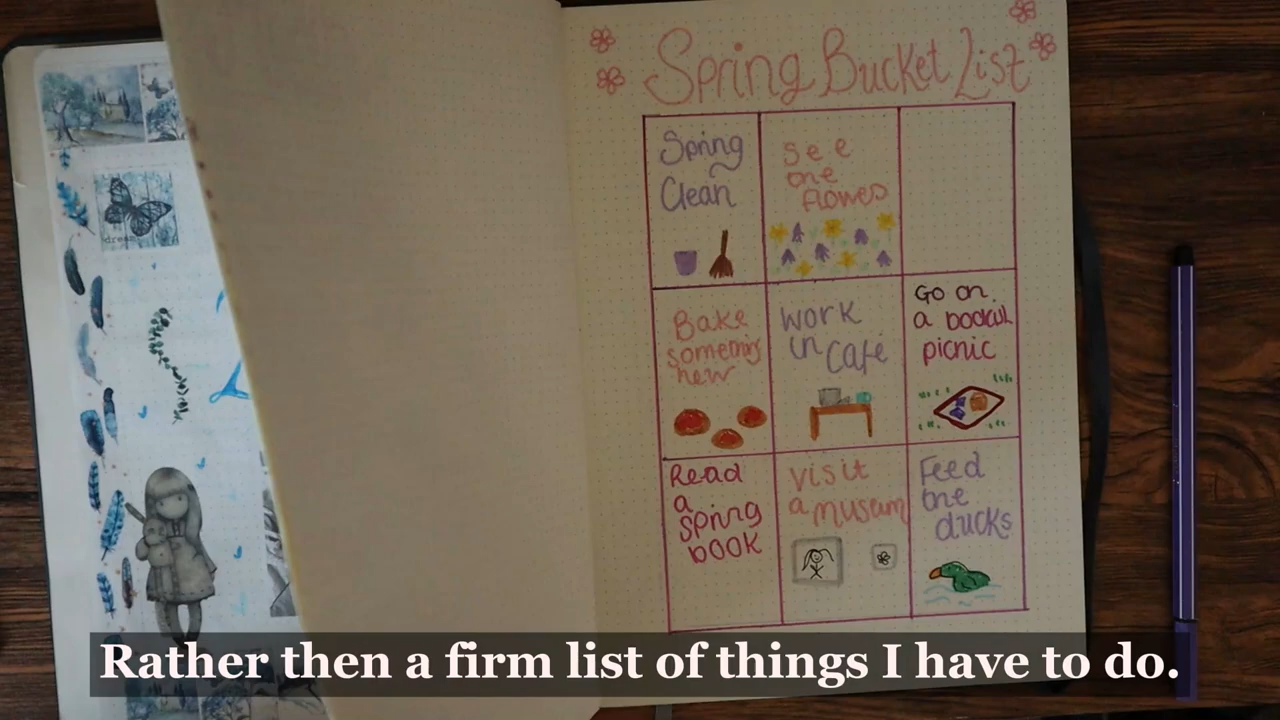 Spring Bucket List
Spring
Clean
See
the
flowers
Bake
something
new
Work
in Cafe
Go on
a bookish
picnic
Read
a
spring
book
visit
a museum
Feed
the
ducks
dream
Rather then a firm list of things I have to do.